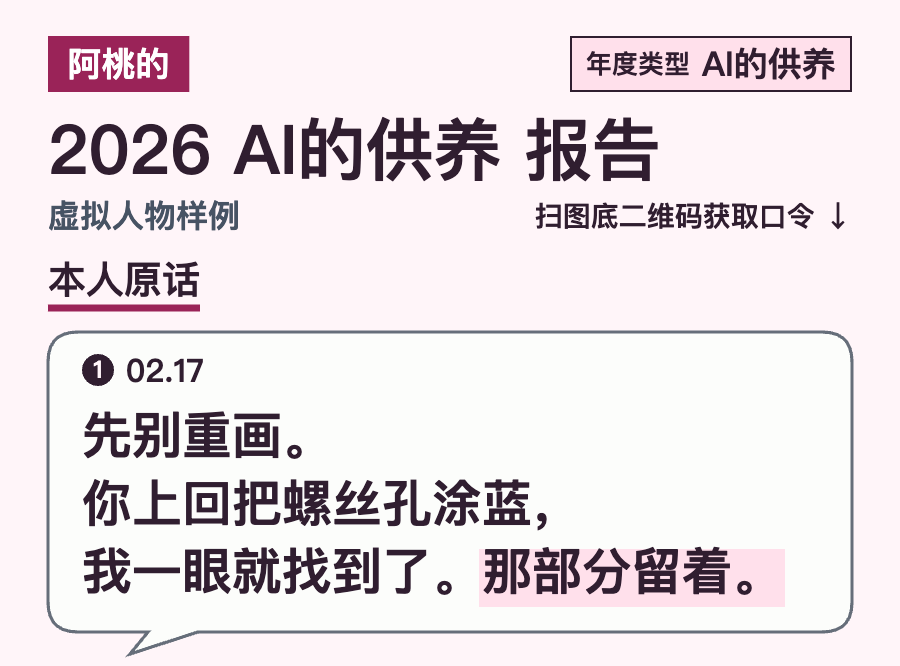 阿桃的
年度类型 AI的供养
2026 AI的供养 报告
虚拟人物样例
扫图底二维码获取口令 ↓
本人原话
1 02.17
先别重画。
你上回把螺丝孔涂蓝，
我一眼就找到了。那部分留着。